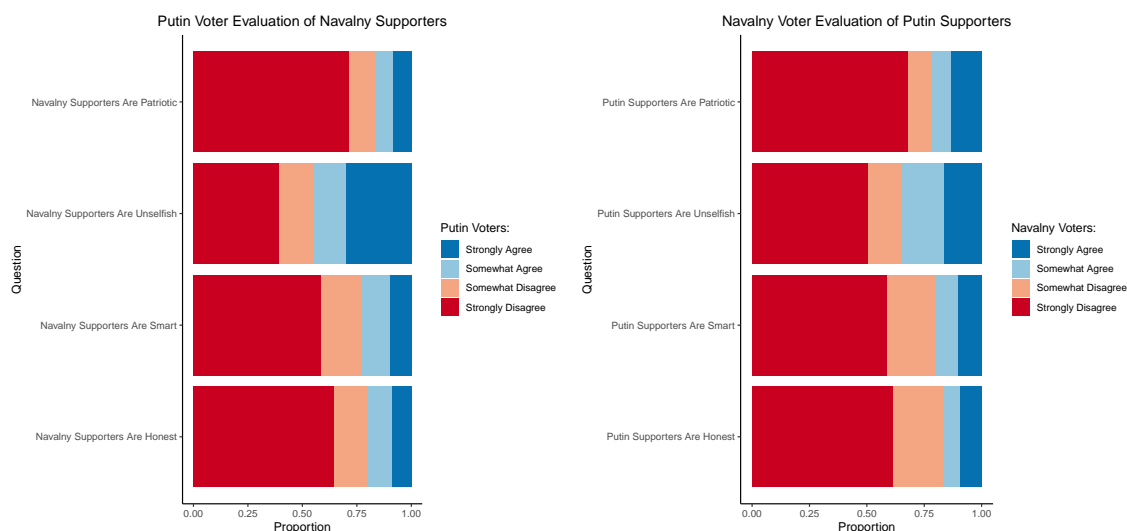 Putin Voter Evaluation of Navalny Supporters
Question
Navalny Supporters Are Patriotic
Navalny Supporters Are Unselfish
Navalny Supporters Are Smart
Navalny Supporters Are Honest
0.00 0.25 0.50 0.75 1.00
Proportion
Putin Voters:
Strongly Agree
Somewhat Agree
Somewhat Disagree
Strongly Disagree
Navalny Voter Evaluation of Putin Supporters
Question
Putin Supporters Are Patriotic
Putin Supporters Are Unselfish
Putin Supporters Are Smart
Putin Supporters Are Honest
0.00 0.25 0.50 0.75 1.00
Proportion
Navalny Voters:
Strongly Agree
Somewhat Agree
Somewhat Disagree
Strongly Disagree